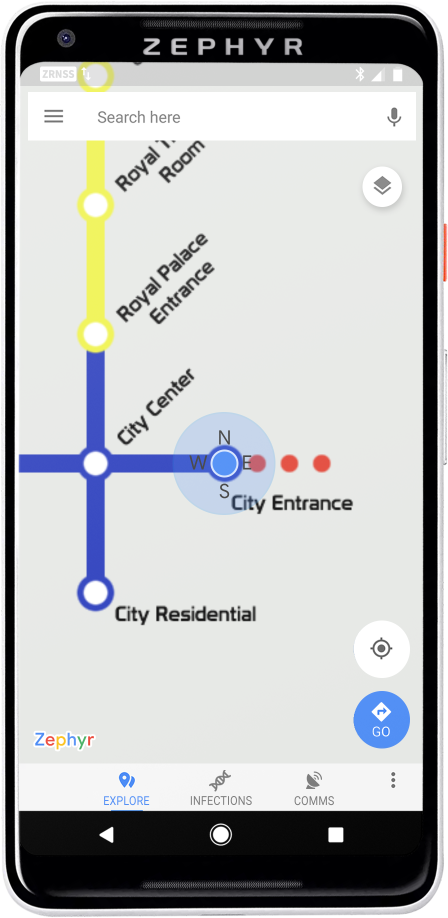 ZEPHYR
ZRNSS
Search here
Royal
Room
Royal Palace
Entrance
City Center
N
W E
S
City Entrance
City Residential
GO
Zephyr
EXPLORE INFECTIONS COMMS